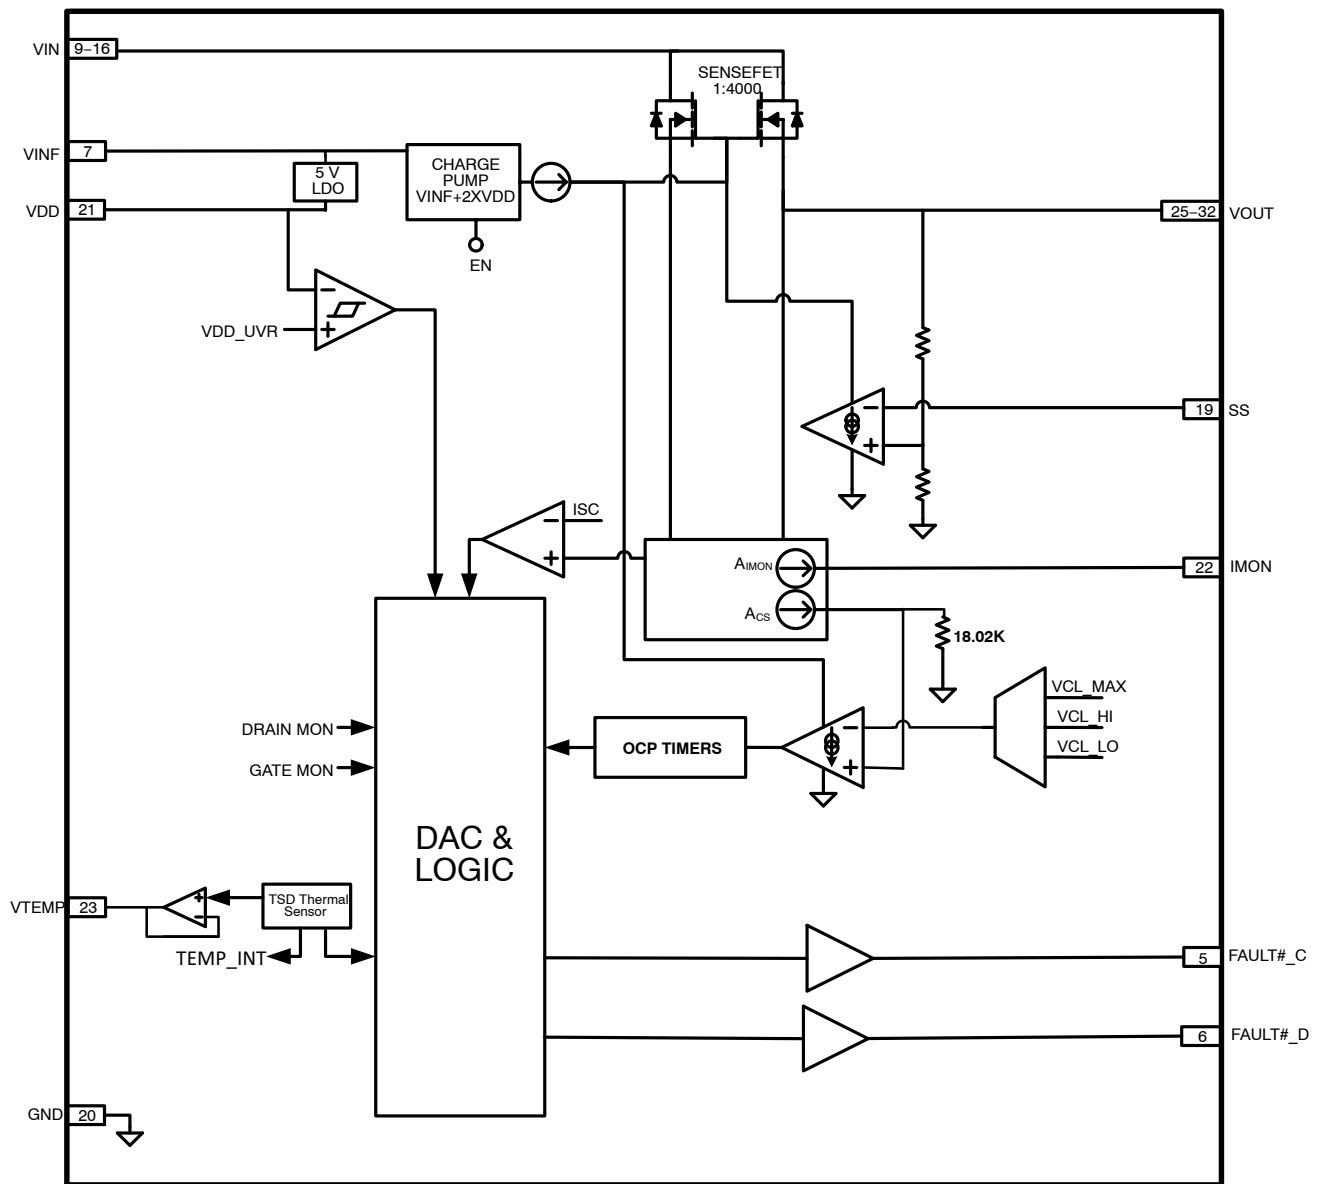 VIN 9–16
SENSEFET
1:4000
VINF 7
5 V
LDO
CHARGE
PUMP
VINF+2XVDD
VDD 21
25–32 VOUT
EN
VDD_UVR
−
+
−
+
19 SS
ISC
−
+
AIMON
22 IMON
ACS
18.02K
VCL_MAX
VCL_HI
VCL_LO
−
+
OCP TIMERS
DRAIN MON
GATE MON
DAC &
LOGIC
VTEMP 23
+
−
TSD Thermal
Sensor
TEMP_INT
5 FAULT#_C
6 FAULT#_D
GND 20